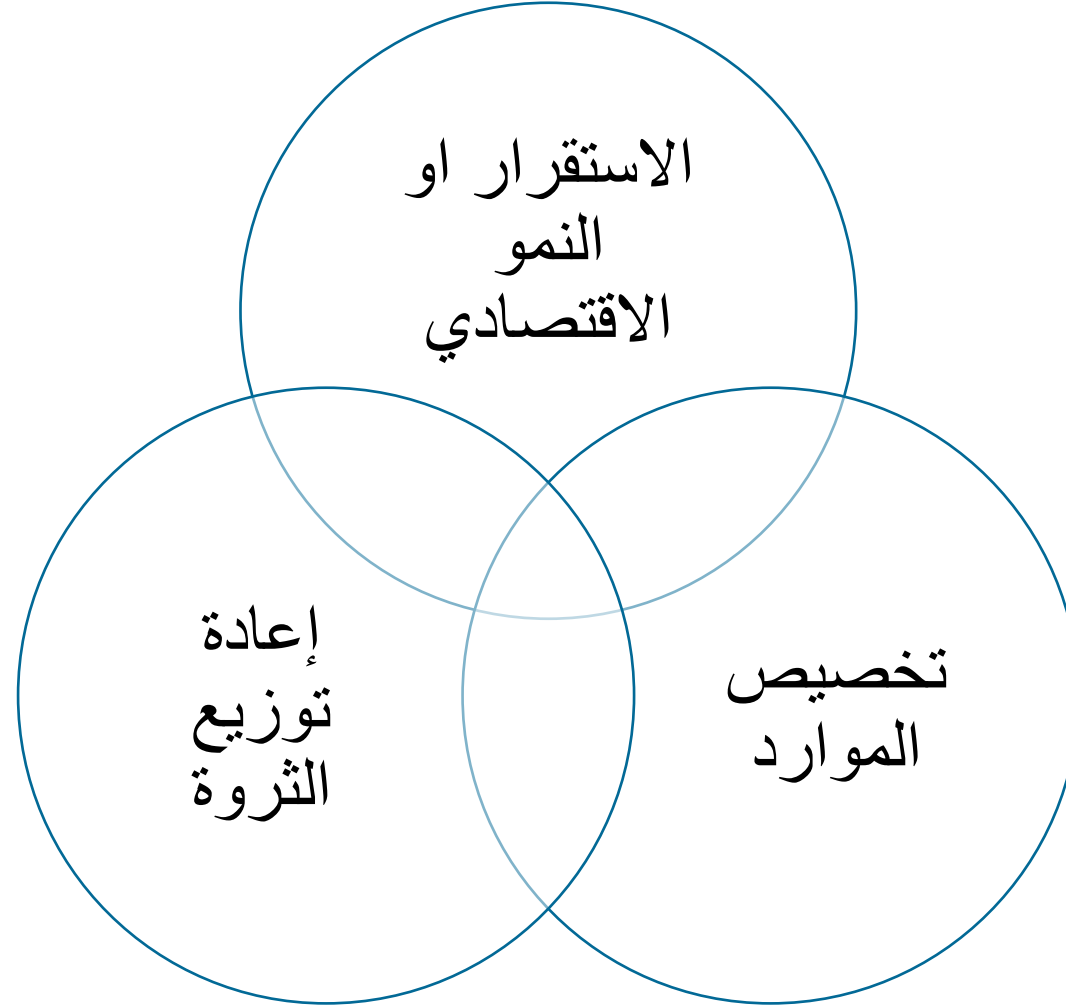 الاستقرار او
النمو
الاقتصادي
تخصيص
الموارد
إعادة
توزيع
الثروة